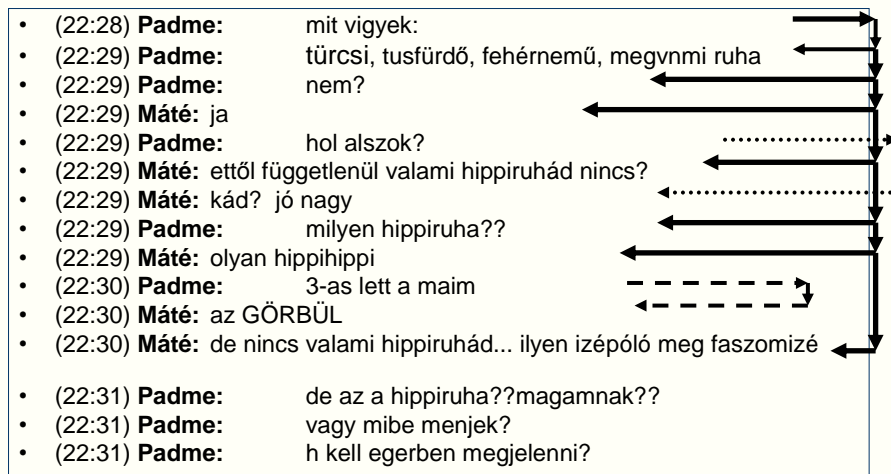 • (22:28) Padme: mit vigyek:
• (22:29) Padme: türcsi, tusfürdő, fehérnemű, megvnmi ruha
• (22:29) Padme: nem?
• (22:29) Máté: ja
• (22:29) Padme: hol alszok?
• (22:29) Máté: ettől függetlenül valami hippiruhád nincs?
• (22:29) Máté: kád? jó nagy
• (22:29) Padme: milyen hippiruha??
• (22:29) Máté: olyan hippihippi
• (22:30) Padme: 3-as lett a maim
• (22:30) Máté: az GÖRBÜL
• (22:30) Máté: de nincs valami hippiruhád... ilyen izépóló meg faszomizé
• (22:31) Padme: de az a hippiruha??magamnak??
• (22:31) Padme: vagy mibe menjek?
• (22:31) Padme: h kell egerben megjelenni?